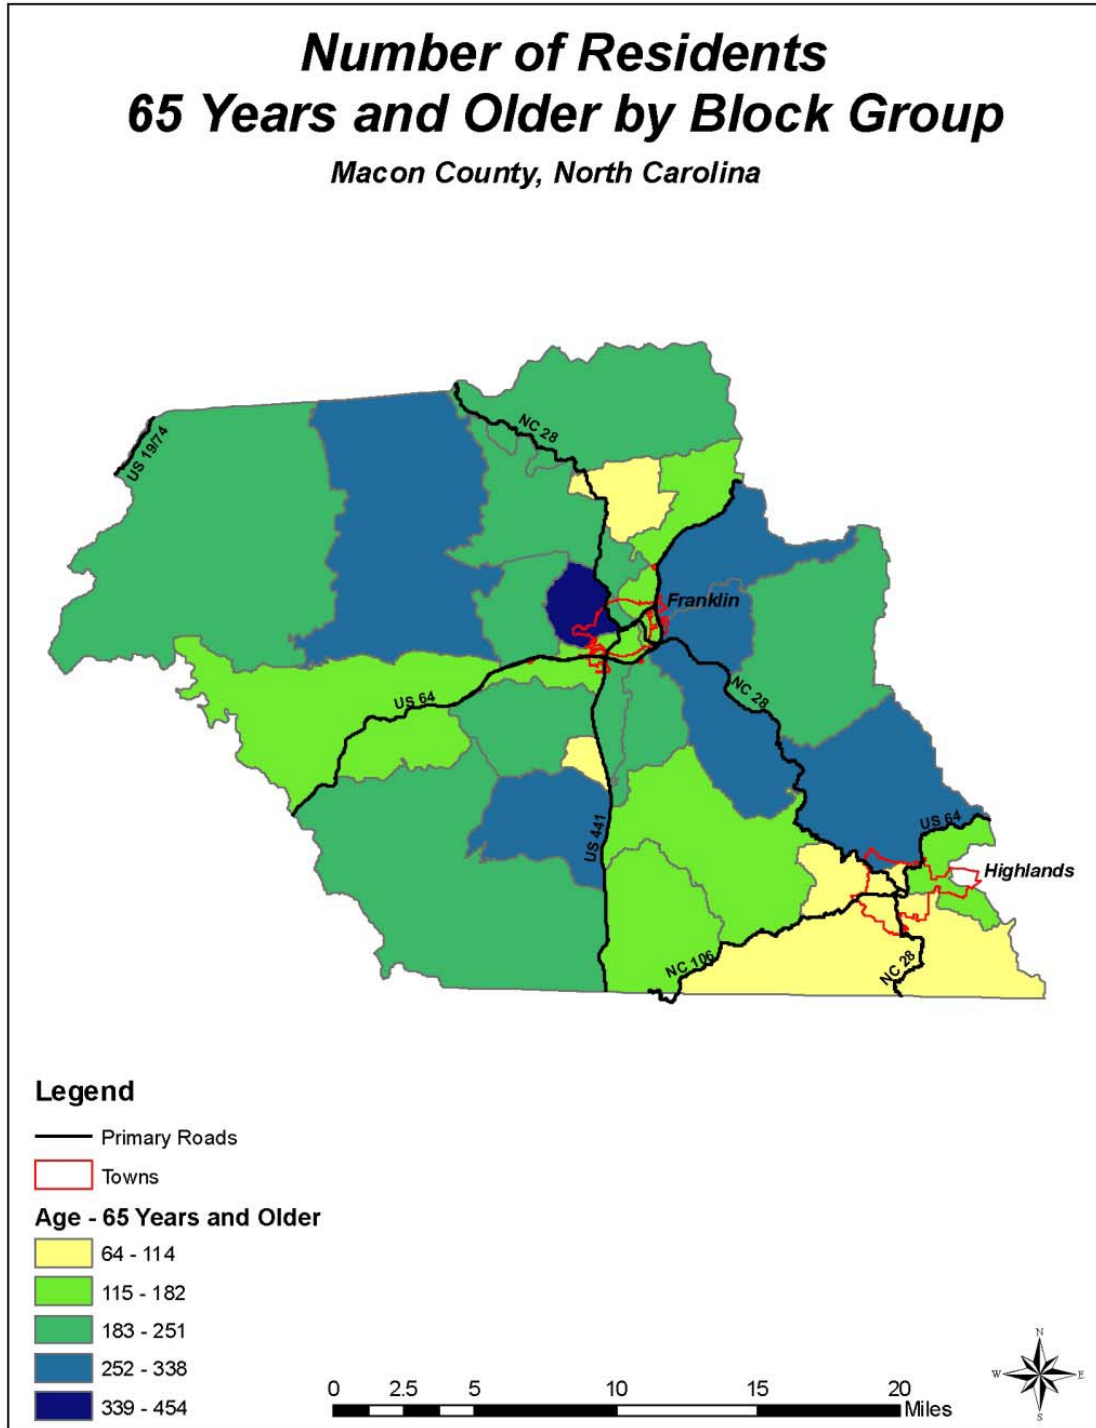 Number of Residents
65 Years and Older by Block Group
Macon County, North Carolina
NC 28
US 19/74
Franklin
NC 28
US 64
US 441
US 64
Highlands
NC 106
NC 28
Legend
Primary Roads
Towns
Age - 65 Years and Older
64 - 114
115 - 182
183 - 251
252 - 338
339 - 454
0 2.5 5 10 15 20
Miles
N
W E
S